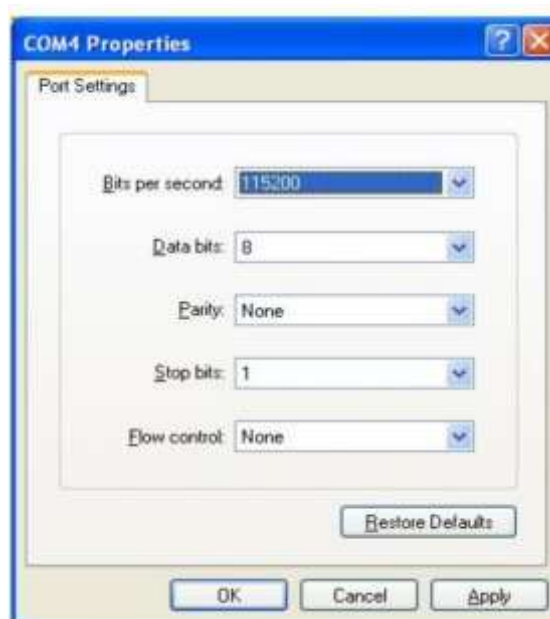 COM4 Properties
Port Settings
Bits per second: 115200
Data bits: 8
Parity: None
Stop bits: 1
Flow control: None
Restore Defaults
OK Cancel Apply